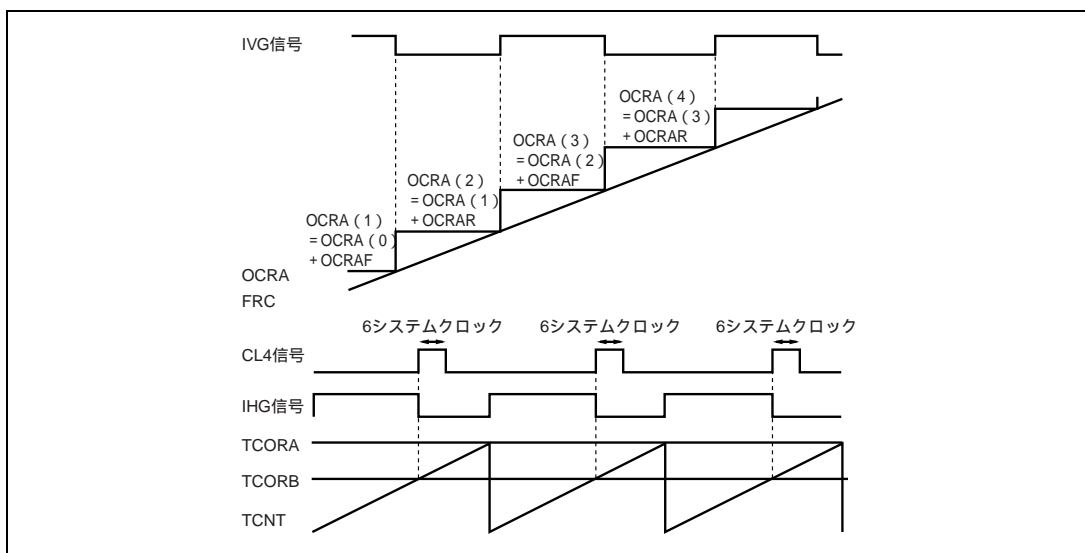 IVG信号
OCRA(4)
=OCRA(3)
+OCRAR
OCRA(3)
=OCRA(2)
+OCRAF
OCRA(2)
=OCRA(1)
+OCRAR
OCRA(1)
=OCRA(0)
+OCRAF
OCRA
FRC
6システムクロック 6システムクロック 6システムクロック
CL4信号
IHG信号
TCORA
TCORB
TCNT